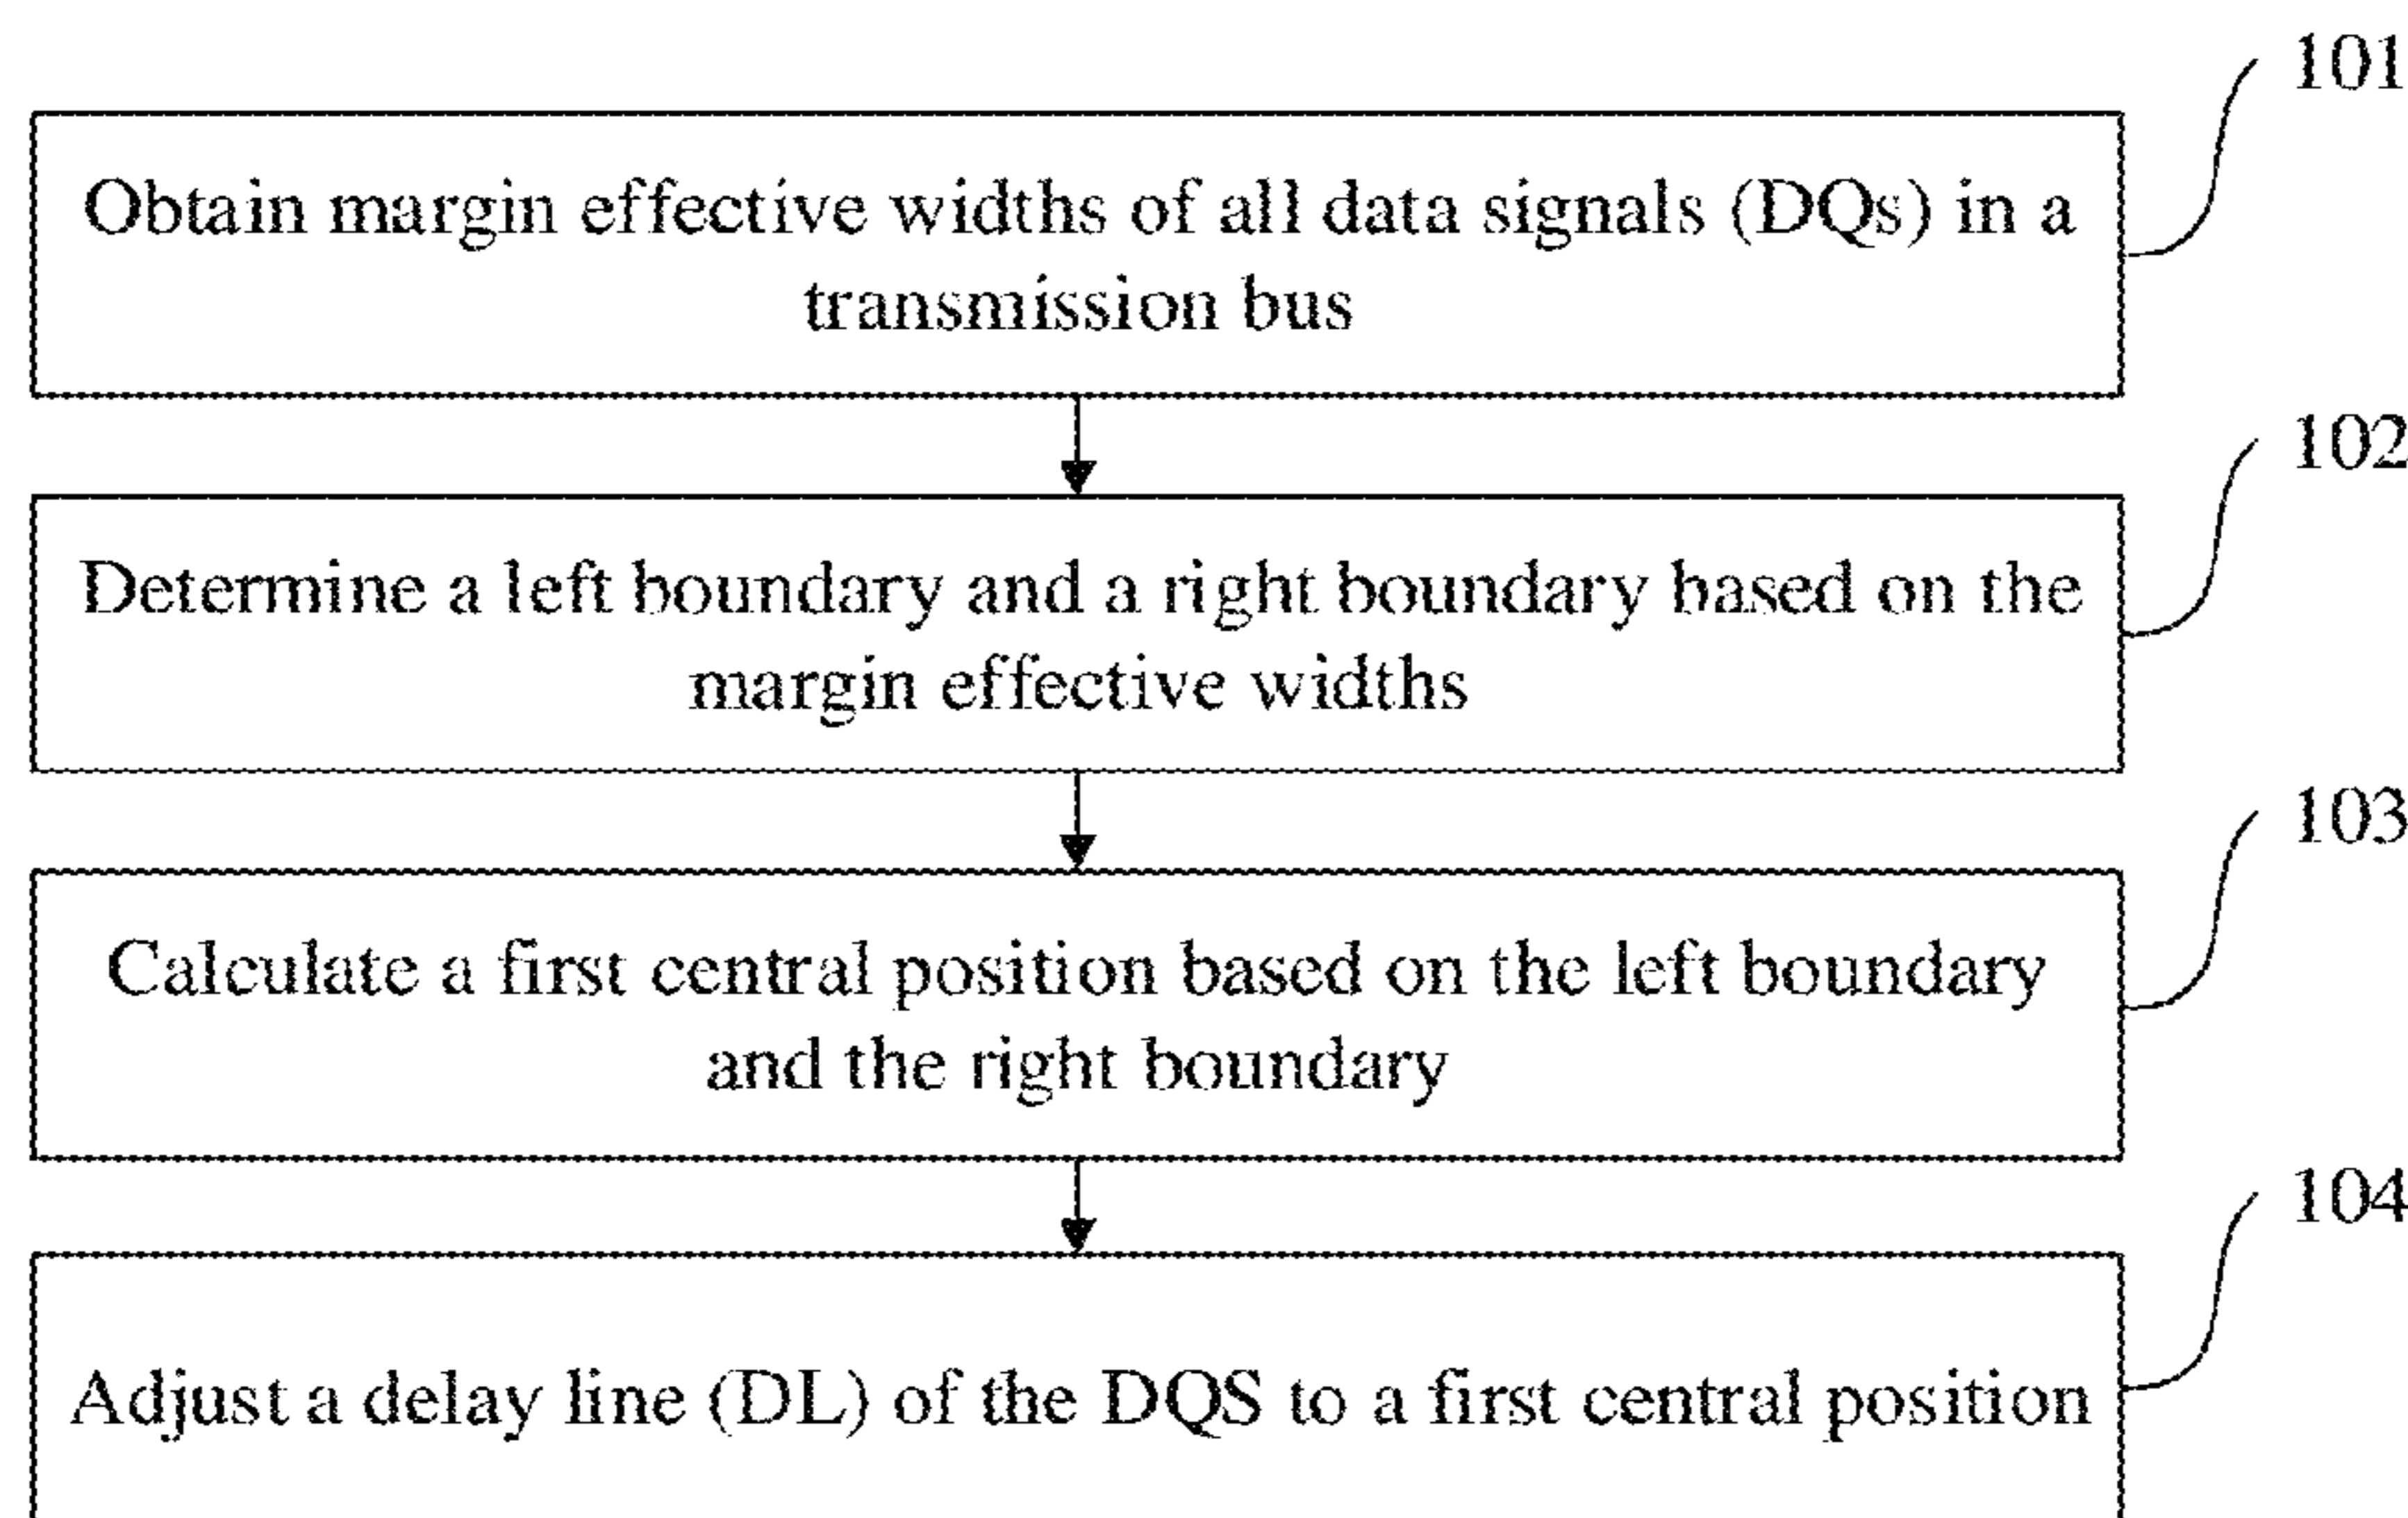 101
Obtain margin effective widths of all data signals (DQs) in a
transmission bus
102
Determine a left boundary and a right boundary based on the
margin effective widths
103
Calculate a first central position based on the left boundary
and the right boundary
104
Adjust a delay line (DL) of the DQS to a first central position